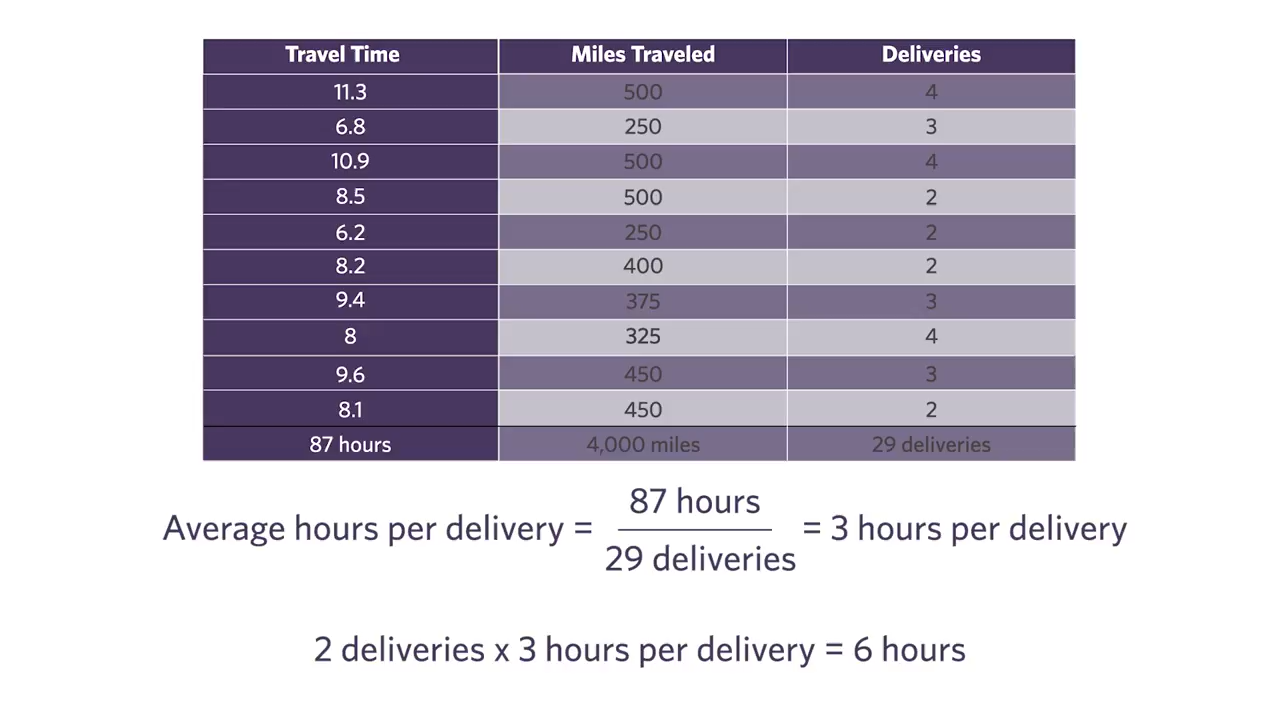 Travel Time Miles Traveled Deliveries
11.3 500 4
6.8 250 3
10.9 500 4
8.5 500 2
6.2 250 2
8.2 400 2
9.4 375 3
8 325 4
9.6 450 3
8.1 450 2
87 hours 4,000 miles 29 deliveries
87 hours
Average hours per delivery = = 3 hours per delivery
29 deliveries
2 deliveries x 3 hours per delivery = 6 hours